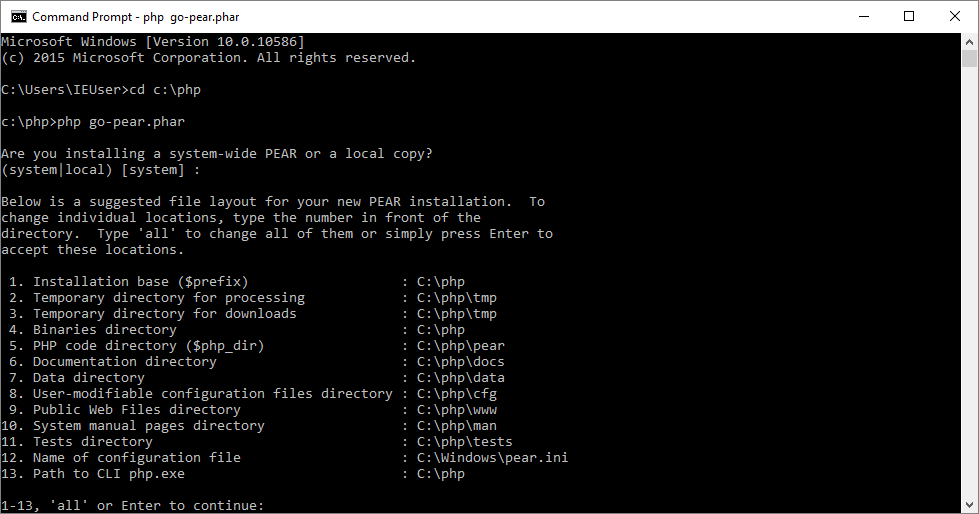 Command Prompt - php  go-pear.phar
Microsoft Windows [Version 10.0.10586]
(c) 2015 Microsoft Corporation. All rights reserved.
C:\Users\IEUser>cd c:\php
c:\php>php go-pear.phar
Are you installing a system-wide PEAR or a local copy?
(system|local) [system] :
Below is a suggested file layout for your new PEAR installation.  To
change individual locations, type the number in front of the
directory.  Type 'all' to change all of them or simply press Enter to
accept these locations.
 1. Installation base ($prefix)                   : C:\php
 2. Temporary directory for processing            : C:\php\tmp
 3. Temporary directory for downloads             : C:\php\tmp
 4. Binaries directory                            : C:\php
 5. PHP code directory ($php_dir)                 : C:\php\pear
 6. Documentation directory                       : C:\php\docs
 7. Data directory                                : C:\php\data
 8. User-modifiable configuration files directory : C:\php\cfg
 9. Public Web Files directory                    : C:\php\www
10. System manual pages directory                 : C:\php\man
11. Tests directory                               : C:\php\tests
12. Name of configuration file                    : C:\Windows\pear.ini
13. Path to CLI php.exe                           : C:\php
1-13, 'all' or Enter to continue: